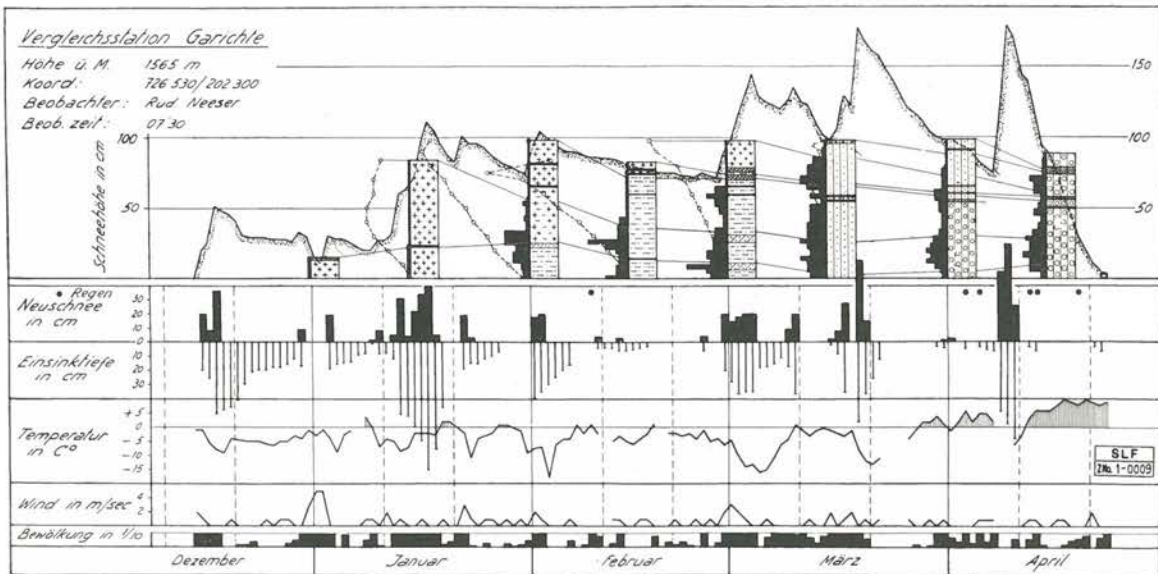 Vergleichsstation Garichte
Höhe ü. M. 1565 m
Koord: 726 530/202 300
Beobachter: Rud. Neeser
Beob. zeit: 07 30
Schneehöhe in cm
100
50
150
100
50
• Regen
Neuschnee in cm
30
20
10
0
Einsinktiefe in cm
10
20
30
Temperatur in C°
+5
0
-5
-10
-15
SLF
ZNo. 1-0009
Wind in m/sec
4
2
Bewölkung in 1/10
Dezember
Januar
Februar
März
April